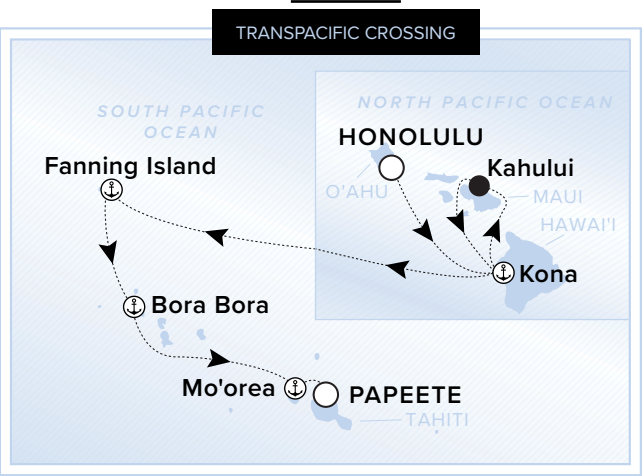 TRANSPACIFIC CROSSING
SOUTH PACIFIC
OCEAN
NORTH PACIFIC OCEAN
HONOLULU
Fanning Island
Kahului
O'AHU
MAUI
HAWAI'I
Kona
Bora Bora
Mo'orea
PAPEETE
TAHITI